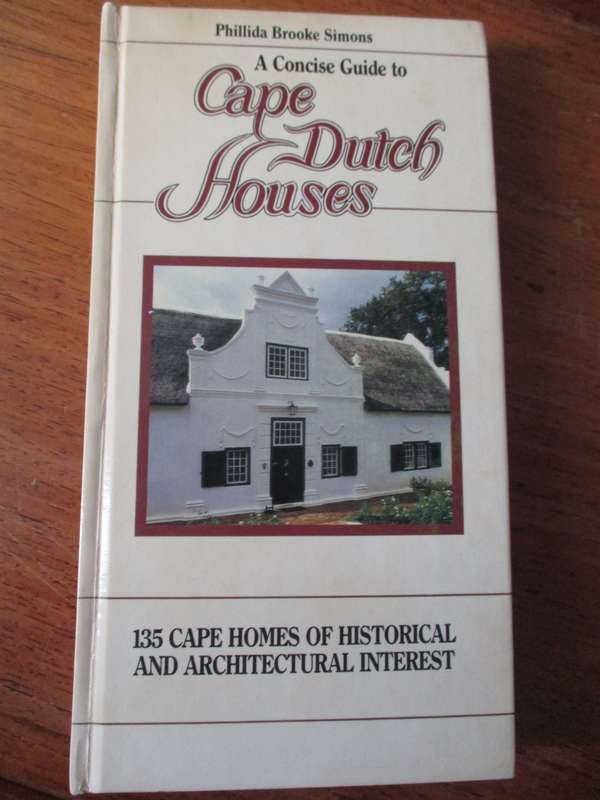 Phillida Brooke Simons
A Concise Guide to
Cape
Dutch
Houses
135 CAPE HOMES OF HISTORICAL
AND ARCHITECTURAL INTEREST